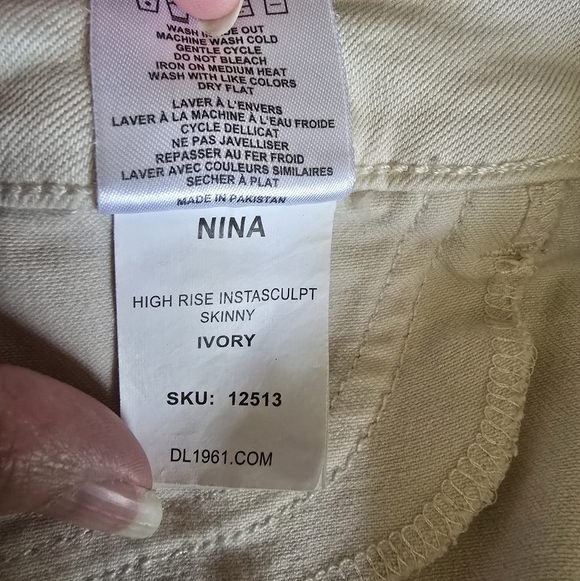 WASH INSIDE OUT
MACHINE WASH COLD
GENTLE CYCLE
DO NOT BLEACH
IRON ON MEDIUM HEAT
WASH WITH LIKE COLORS
DRY FLAT
LAVER À L'ENVERS
LAVER À LA MACHINE À L'EAU FROIDE
CYCLE DELLICAT
NE PAS JAVELLISER
REPASSER AU FER FROID
LAVER AVEC COULEURS SIMILAIRES
SECHER À PLAT
MADE IN PAKISTAN
NINA
HIGH RISE INSTASCULPT
SKINNY
IVORY
SKU: 12513
DL1961.COM